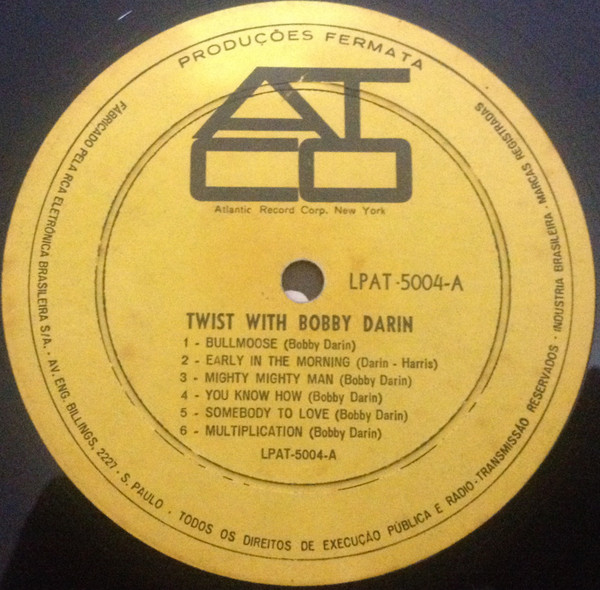 PRODUÇÕES FERMATA
ATCO
Atlantic Record Corp. New York
LPAT-5004-A
TWIST WITH BOBBY DARIN
1 - BULLMOOSE (Bobby Darin)
2 - EARLY IN THE MORNING (Darin - Harris)
3 - MIGHTY MIGHTY MAN (Bobby Darin)
4 - YOU KNOW HOW (Bobby Darin)
5 - SOMEBODY TO LOVE (Bobby Darin)
6 - MULTIPLICATION (Bobby Darin)
LPAT-5004-A
FABRICADO PELA RCA ELETRÔNICA BRASILEIRA S/A. - AV. ENG. BILLINGS, 2227 - S. PAULO - TODOS OS DIREITOS DE EXECUÇÃO PÚBLICA E RADIO-TRANSMISSÃO RESERVADOS - INDUSTRIA BRASILEIRA - MARCAS REGISTRADAS